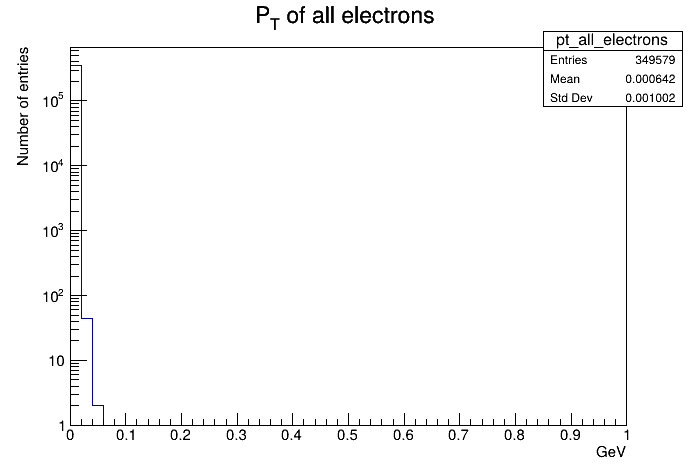 P_T of all electrons
pt_all_electrons
Entries 349579
Mean 0.000642
Std Dev 0.001002
Number of entries
10^5
10^4
10^3
10^2
10
1
0 0.1 0.2 0.3 0.4 0.5 0.6 0.7 0.8 0.9 1
GeV